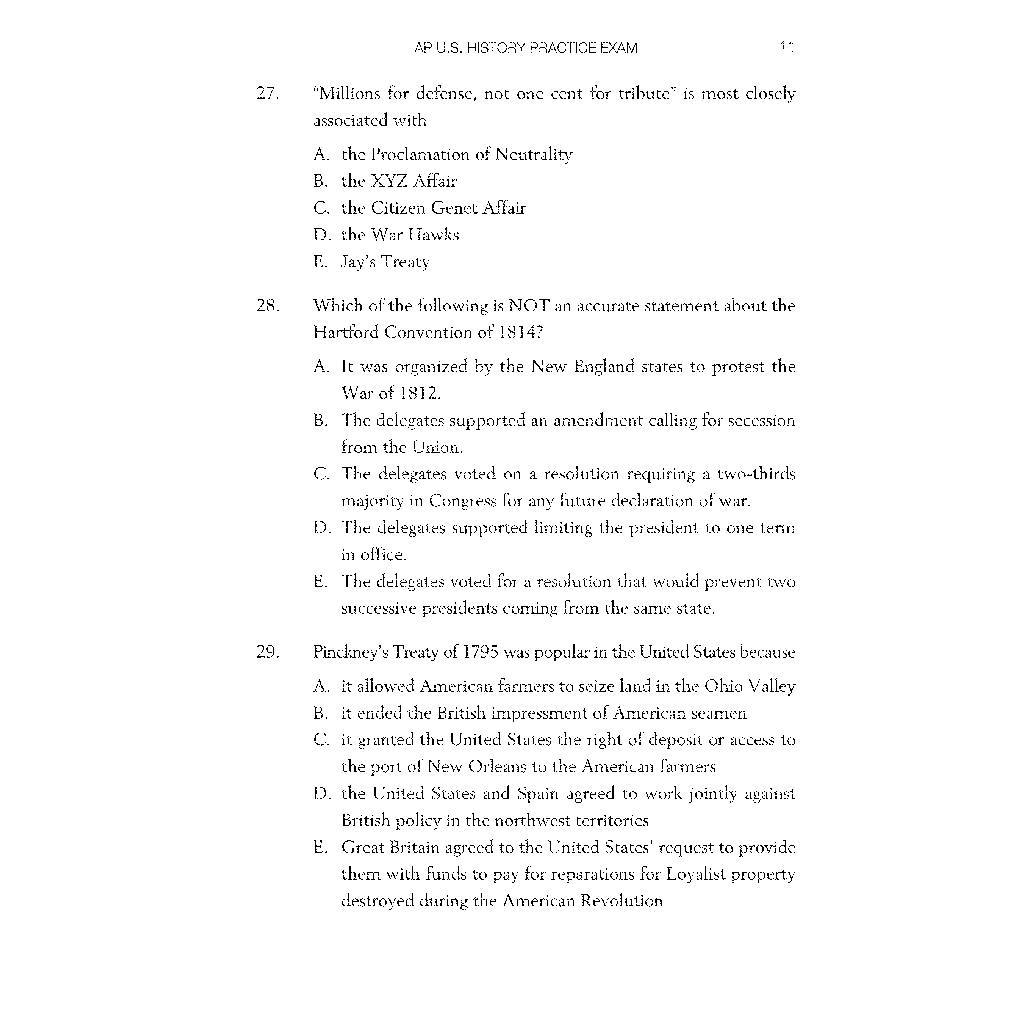 AP U.S. HISTORY PRACTICE EXAM 11
27. "Millions for defense, not one cent for tribute" is most closely
associated with
A. the Proclamation of Neutrality
B. the XYZ Affair
C. the Citizen Genet Affair
D. the War Hawks
E. Jay's Treaty
28. Which of the following is NOT an accurate statement about the
Hartford Convention of 1814?
A. It was organized by the New England states to protest the
War of 1812.
B. The delegates supported an amendment calling for secession
from the Union.
C. The delegates voted on a resolution requiring a two-thirds
majority in Congress for any future declaration of war.
D. The delegates supported limiting the president to one term
in office.
E. The delegates voted for a resolution that would prevent two
successive presidents coming from the same state.
29. Pinckney's Treaty of 1795 was popular in the United States because
A. it allowed American farmers to seize land in the Ohio Valley
B. it ended the British impressment of American seamen
C. it granted the United States the right of deposit or access to
the port of New Orleans to the American farmers
D. the United States and Spain agreed to work jointly against
British policy in the northwest territories
E. Great Britain agreed to the United States' request to provide
them with funds to pay for reparations for Loyalist property
destroyed during the American Revolution